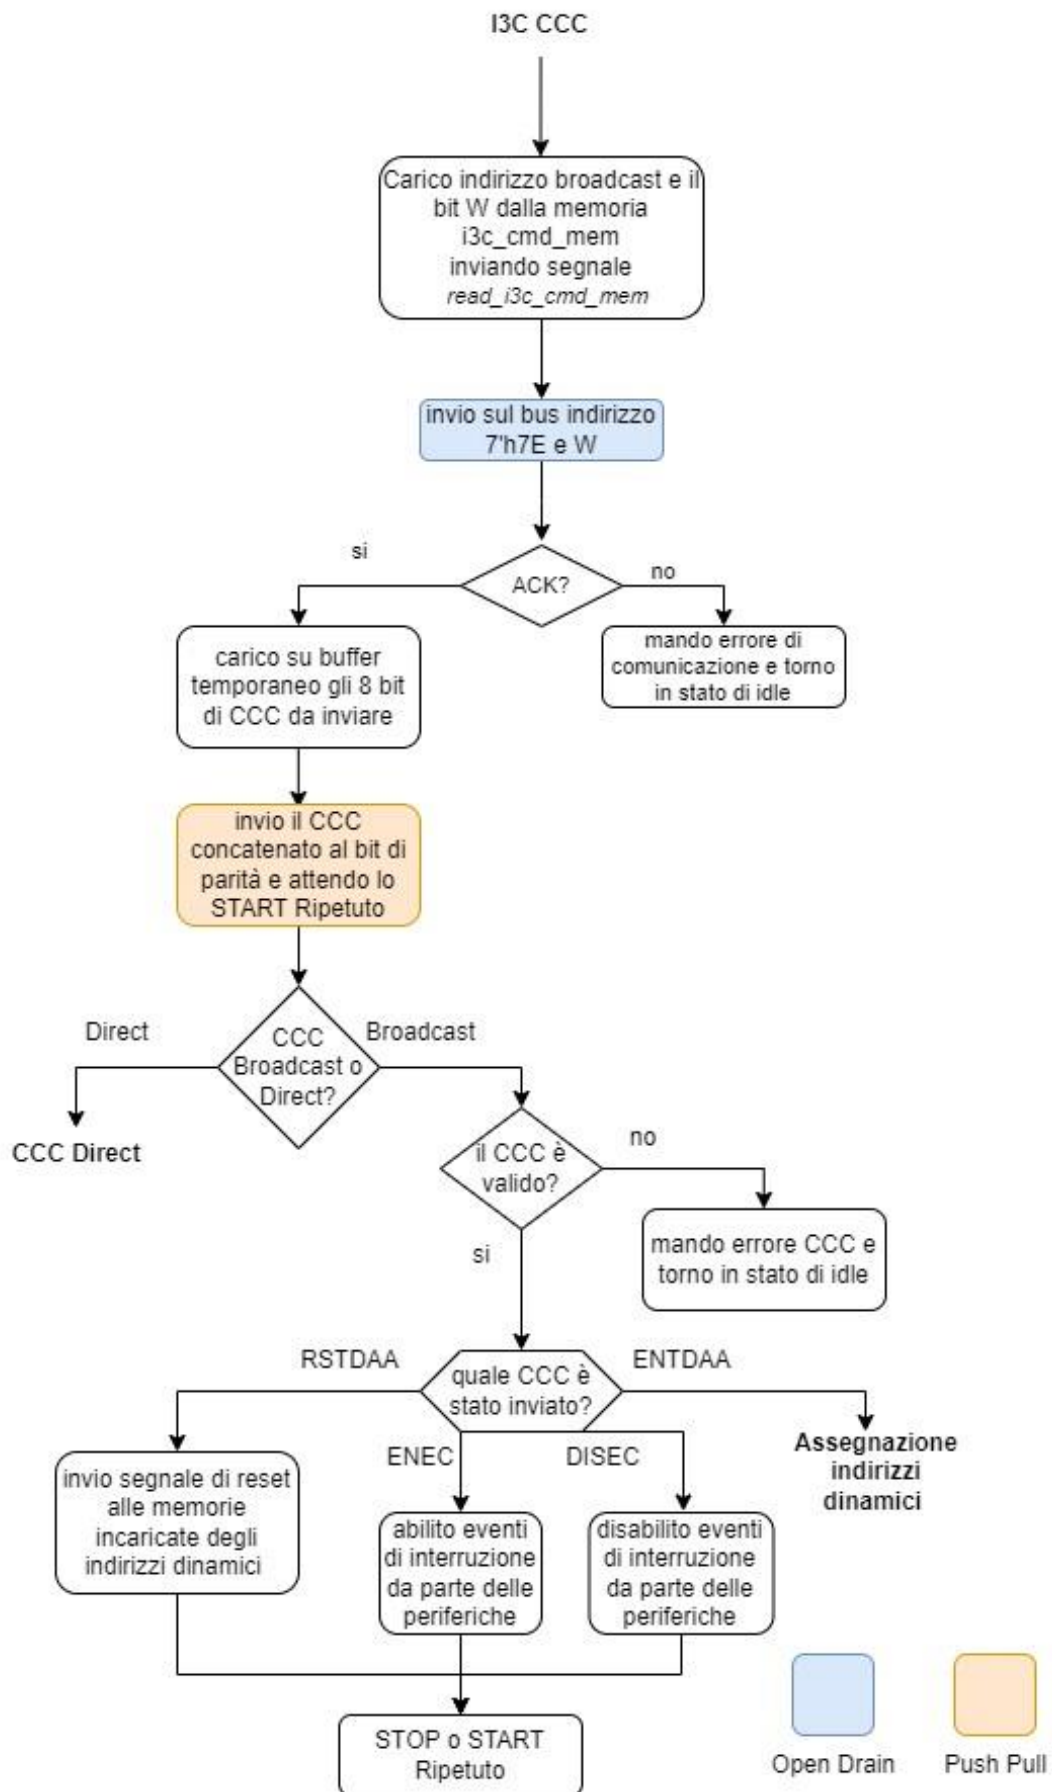 I3C CCC
Carico indirizzo broadcast e il
bit W dalla memoria
i3c_cmd_mem
inviando segnale
read_i3c_cmd_mem
invio sul bus indirizzo
7'h7E e W
si
ACK?
no
carico su buffer
temporaneo gli 8 bit
di CCC da inviare
mando errore di
comunicazione e torno
in stato di idle
invio il CCC
concatenato al bit di
parità e attendo lo
START Ripetuto
Direct
CCC
Broadcast o
Direct?
Broadcast
CCC Direct
il CCC è
valido?
no
si
mando errore CCC e
torno in stato di idle
RSTDAA
quale CCC è
stato inviato?
ENTDAA
ENEC
DISEC
Assegnazione
indirizzi
dinamici
invio segnale di reset
alle memorie
incaricate degli
indirizzi dinamici
abilito eventi
di interruzione
da parte delle
periferiche
disabilito eventi
di interruzione
da parte delle
periferiche
STOP o START
Ripetuto
Open Drain
Push Pull